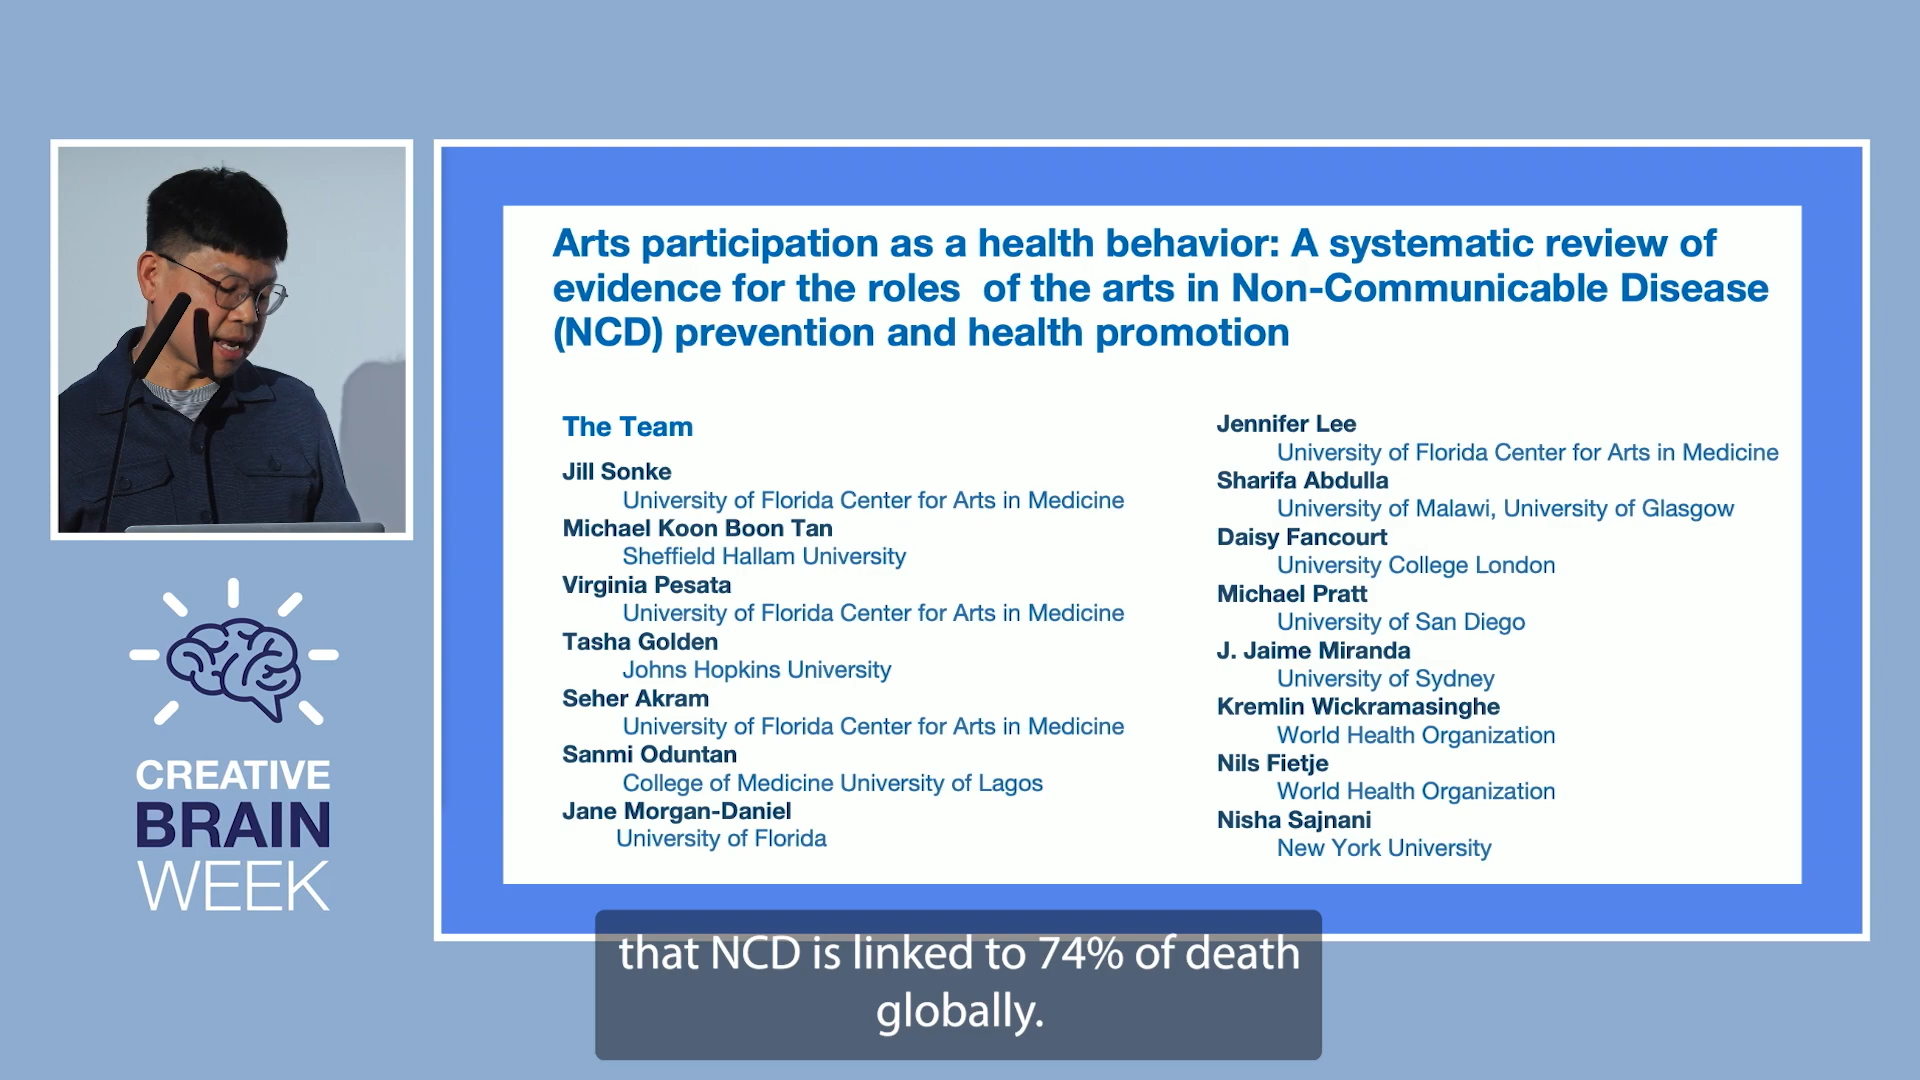 Arts participation as a health behavior: A systematic review of
evidence for the roles of the arts in Non-Communicable Disease
(NCD) prevention and health promotion
The Team
Jill Sonke
University of Florida Center for Arts in Medicine
Michael Koon Boon Tan
Sheffield Hallam University
Virginia Pesata
University of Florida Center for Arts in Medicine
Tasha Golden
Johns Hopkins University
Seher Akram
University of Florida Center for Arts in Medicine
Sanmi Oduntan
College of Medicine University of Lagos
Jane Morgan-Daniel
University of Florida
Jennifer Lee
University of Florida Center for Arts in Medicine
Sharifa Abdulla
University of Malawi, University of Glasgow
Daisy Fancourt
University College London
Michael Pratt
University of San Diego
J. Jaime Miranda
University of Sydney
Kremlin Wickramasinghe
World Health Organization
Nils Fietje
World Health Organization
Nisha Sajnani
New York University
CREATIVE
BRAIN
WEEK
that NCD is linked to 74% of death
globally.